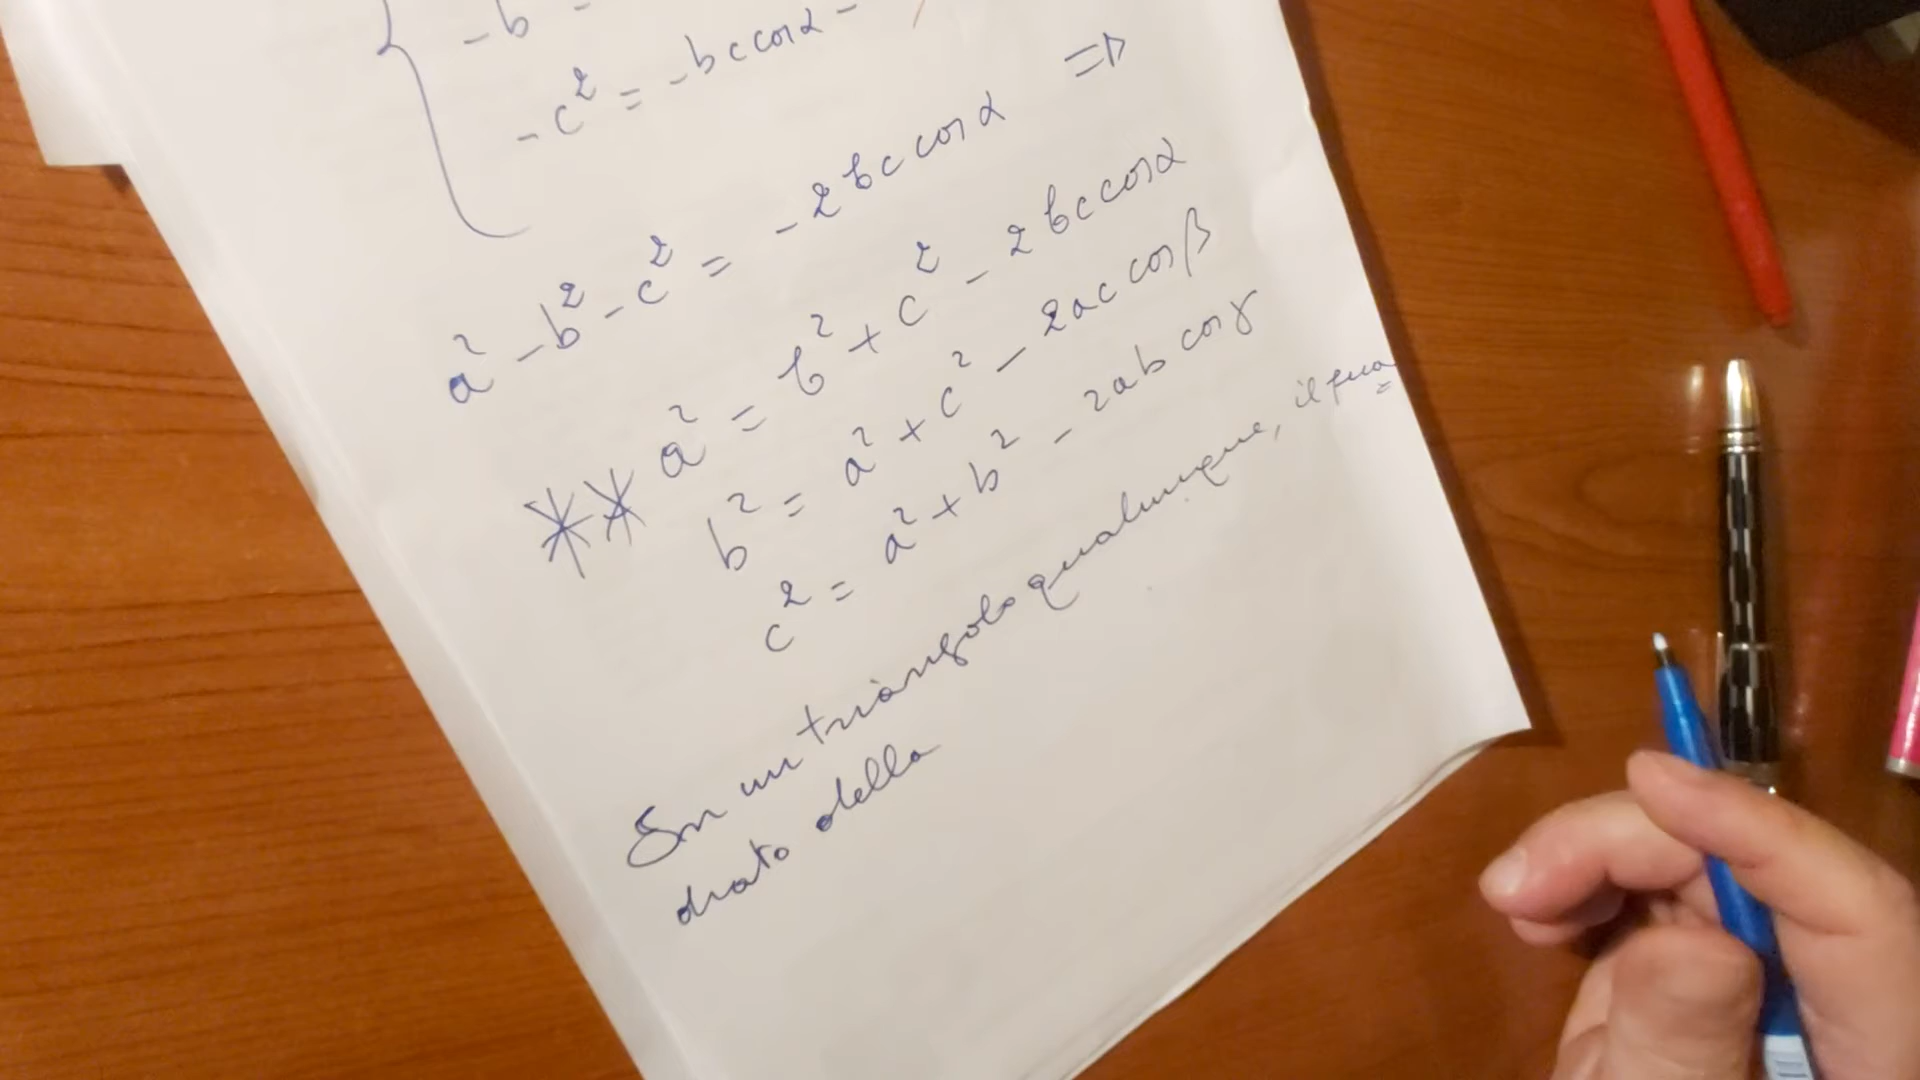 -b -
-c² = -bc cos α -
a² - b² - c² = -2bc cos α ⇒
** a² = b² + c² - 2bc cos α
b² = a² + c² - 2ac cos β
c² = a² + b² - 2ab cos γ
In un triangolo qualunque, il qua=
drato della